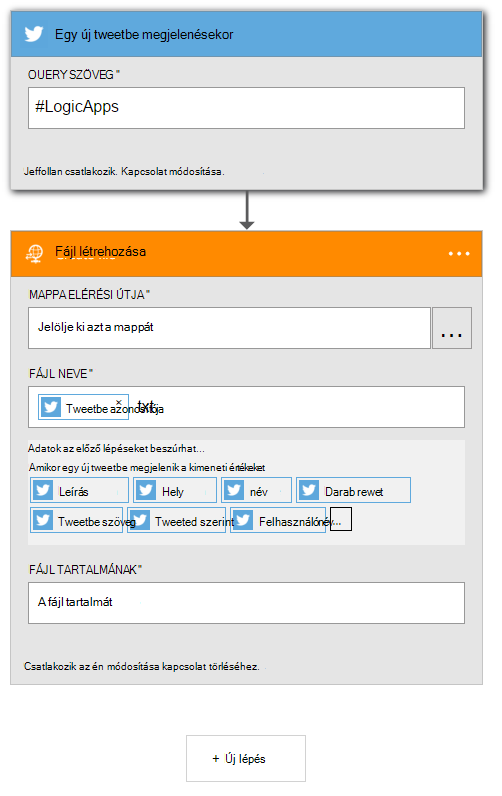 Egy új tweetbe megjelenésekor
OUERY SZÖVEG *
#LogicApps
Jeffollan csatlakozik. Kapcsolat módosítása.
Fájl létrehozása
...
MAPPA ELÉRÉSI ÚTJA *
Jelölje ki azt a mappát
...
FÁJL NEVE *
Tweetbe azonosítója × txt
Adatok az előző lépéseket beszúrhat...
Amikor egy új tweetbe megjelenik a kimeneti értékeket
Leírás Hely név Darab rewet
Tweetbe szöveg Tweeted szerint Felhasználónév ...
FÁJL TARTALMÁNAK *
A fájl tartalmát
Csatlakozik az én módosítása kapcsolat törléséhez.
+ Új lépés